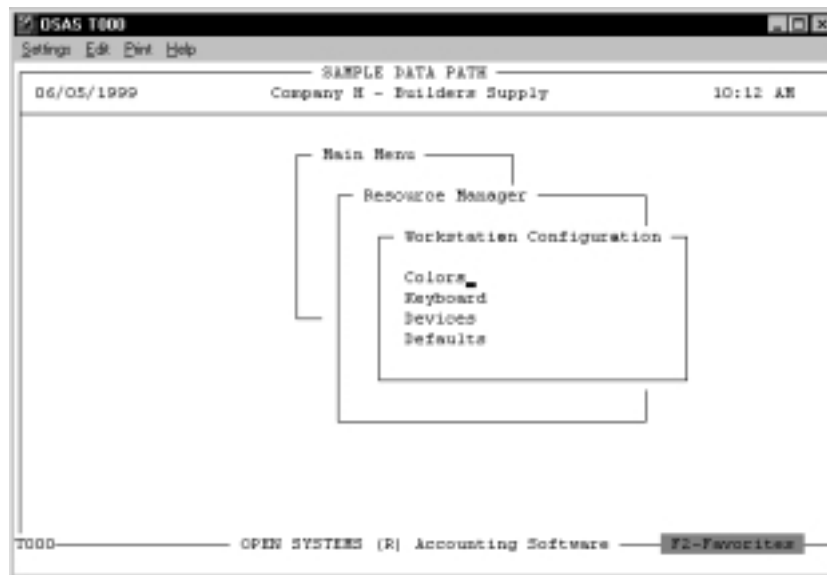 OSAS T000
Settings Edit Print Help
SAMPLE DATA PATH
06/05/1999 Company H - Builders Supply 10:12 AM
Main Menu
Resource Manager
Workstation Configuration
Colors
Keyboard
Devices
Defaults
T000 OPEN SYSTEMS (R) Accounting Software F2-Favorites